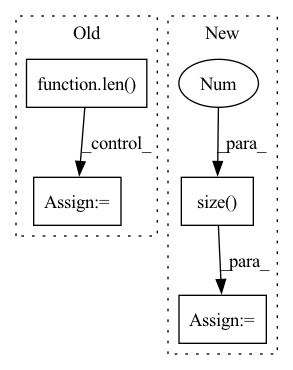 Old
New
function.len()
Num
_control_
_para_
Assign:=
size()
_para_
Assign:=